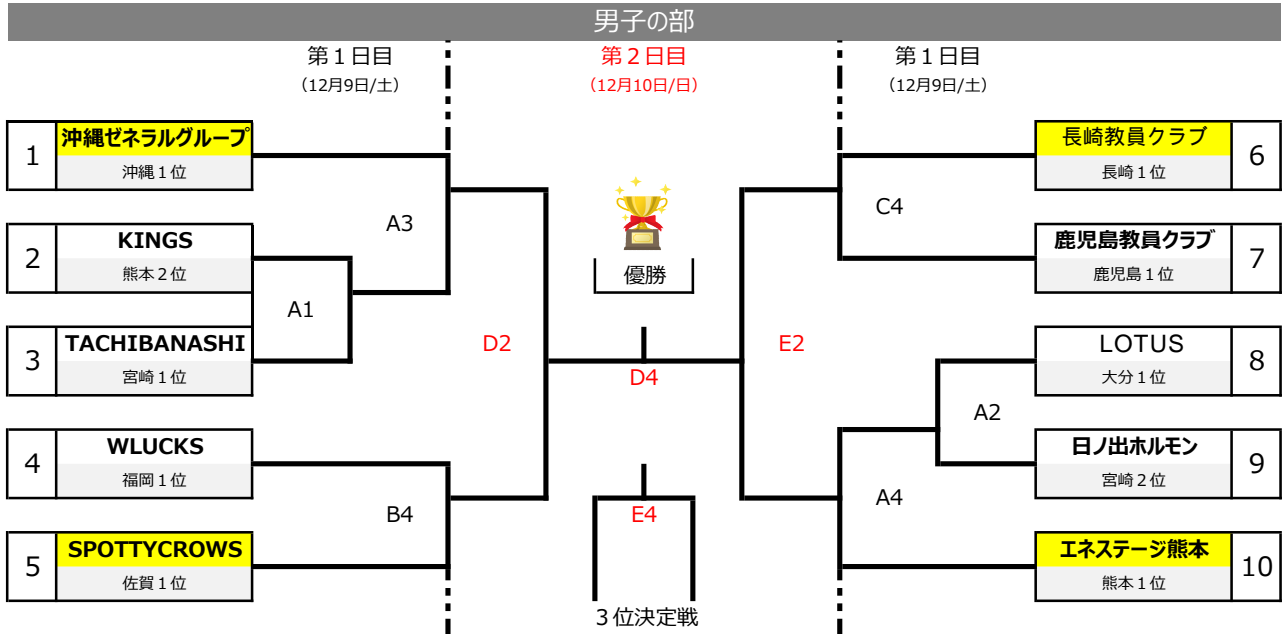 男子の部
第１日目
（12月9日/土）
第２日目
（12月10日/日）
第１日目
（12月9日/土）
1
沖縄ゼネラルグループ
沖縄１位
2
KINGS
熊本２位
3
TACHIBANASHI
宮崎１位
4
WLUCKS
福岡１位
5
SPOTTYCROWS
佐賀１位
A3
A1
B4
D2
優勝
D4
E4
３位決定戦
E2
C4
A2
A4
長崎教員クラブ
長崎１位
6
鹿児島教員クラブ
鹿児島１位
7
LOTUS
大分１位
8
日ノ出ホルモン
宮崎２位
9
エネステージ熊本
熊本１位
10